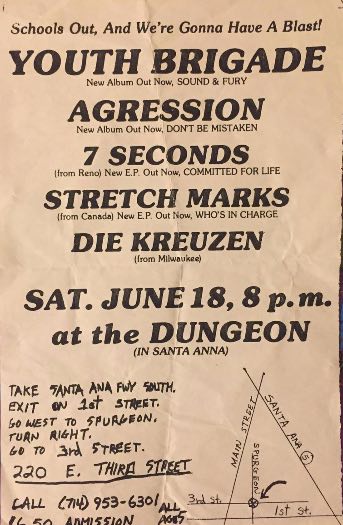 Schools Out, And We're Gonna Have A Blast!
YOUTH BRIGADE
New Album Out Now, SOUND & FURY
AGRESSION
New Album Out Now, DON'T BE MISTAKEN
7 SECONDS
(from Reno) New E.P. Out Now, COMMITTED FOR LIFE
STRETCH MARKS
(from Canada) New E.P. Out Now, WHO'S IN CHARGE
DIE KREUZEN
(from Milwaukee)
SAT. JUNE 18, 8 p.m.
at the DUNGEON
(IN SANTA ANNA)
TAKE SANTA ANA FWY SOUTH.
EXIT ON 1st STREET.
GO WEST TO SPURGEON.
TURN RIGHT.
GO TO 3rd STREET.
220 E. THIRD STREET
CALL (714) 953-6301
ALL AGES
6.50 ADMISSION
MAIN STREET
SANTA ANA 5
SPURGEON
3rd St.
1st St.